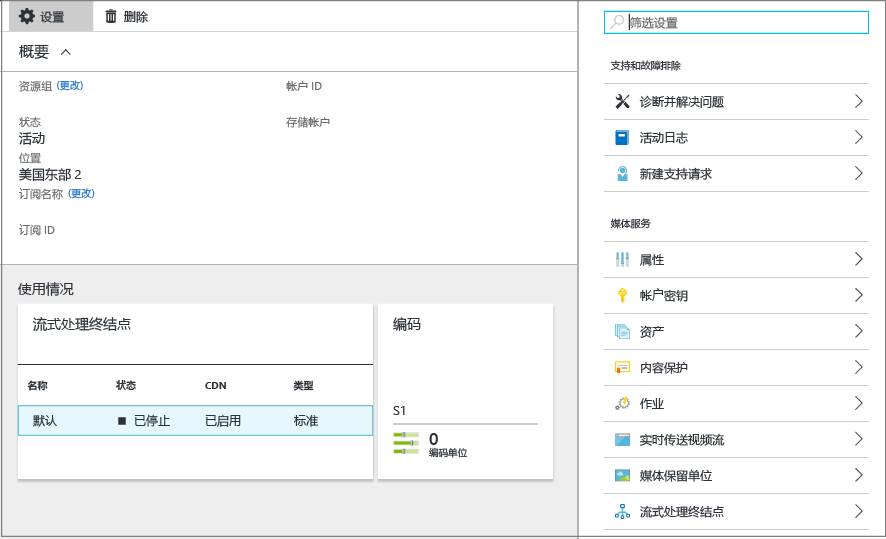 设置 删除
概要
资源组 (更改)
帐户 ID
状态
活动
存储帐户
位置
美国东部 2
订阅名称 (更改)
订阅 ID
使用情况
流式处理终结点
名称 状态 CDN 类型
默认 已停止 已启用 标准
编码
S1
0
编码单位
筛选设置
支持和故障排除
诊断并解决问题
活动日志
新建支持请求
媒体服务
属性
帐户密钥
资产
内容保护
作业
实时传送视频流
媒体保留单位
流式处理终结点